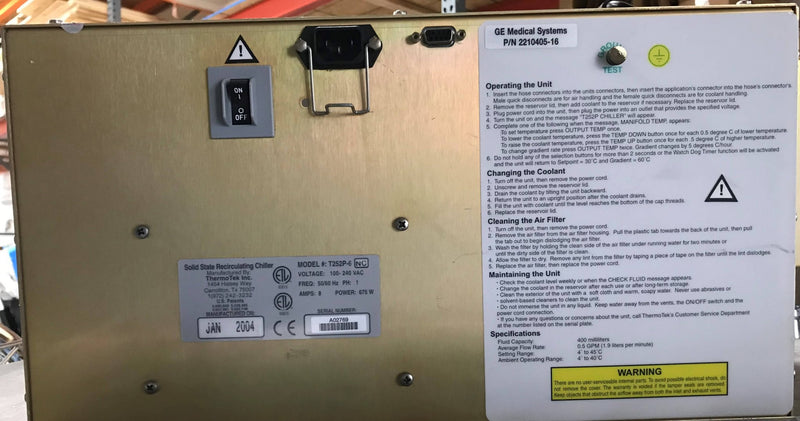 GE Medical Systems
P/N 2210405-16
TEST
ON
I
O
OFF
Operating the Unit
1. Insert the hose connectors into the units connectors, then insert the application's connector into the hose's connector's.
Male quick disconnects are for air handling and the female quick disconnects are for coolant handling.
2. Remove the reservoir lid, then add coolant to the reservoir if necessary. Replace the reservoir lid.
3. Plug power cord into the unit, then plug the power into an outlet that provides the specified voltage.
4. Turn the unit on and the message "T252P CHILLER" will appear.
5. Complete one of the following when the message, MANIFOLD TEMP, appears:
To set temperature press OUTPUT TEMP once.
To lower the coolant temperature, press the TEMP DOWN button once for each 0.5 degree C of lower temperature.
To raise the coolant temperature, press the TEMP UP button once for each .5 degree C of higher temperature.
To change gradient rate press OUTPUT TEMP twice. Gradient changes by 5 degrees C/hour.
6. Do not hold any of the selection buttons for more than 2 seconds or the Watch Dog Timer function will be activated
and the unit will return to Setpoint = 30˚C and Gradient = 60˚C
Changing the Coolant
1. Turn off the unit, then remove the power cord.
2. Unscrew and remove the reservoir lid.
3. Drain the coolant by tilting the unit backward.
4. Return the unit to an upright position after the coolant drains.
5. Fill the unit with coolant until the level reaches the bottom of the cap threads.
6. Replace the reservoir lid.
Cleaning the Air Filter
1. Turn off the unit, then remove the power cord.
2. Remove the air filter from the air filter housing. Pull the plastic tab towards the back of the unit, then pull
the tab out to begin dislodging the air filter.
3. Wash the filter by holding the clean side of the air filter under running water for two minutes or
until the dirty side of the filter is clean.
4. Allow the filter to dry. Remove any lint from the filter by taping a piece of tape on the filter until the lint dislodges.
5. Replace the air filter, then replace the power cord.
Maintaining the Unit
- Check the coolant level weekly or when the CHECK FLUID message appears.
- Change the coolant in the reservoir after each use or after long-term storage.
- Clean the exterior of the unit with a soft cloth and warm, soapy water. Never use abrasives or
solvent-based cleaners to clean the unit.
- Do not immerse the unit in any liquid. Keep water away from the vents, the ON/OFF switch and the
power cord connection.
- If you have any questions or concerns about the unit, call ThermoTek's Customer Service Department
at the number listed on the serial plate.
Specifications
Fluid Capacity: 400 milliliters
Average Flow Rate: 0.5 GPM (1.9 liters per minute)
Setting Range: 4˚ to 45˚C
Ambient Operating Range: 4˚ to 40˚C
WARNING
There are no user-serviceable internal parts. To avoid possible electrical shock, do
not remove the cover. The warranty is voided if the tamper seals are removed.
Keep objects that obstruct the airflow away from both the inlet and exhaust vents.
Solid State Recirculating Chiller
Manufactured By
ThermoTek Inc.
1454 Halsey Way
Carrollton, Tx 75007
1(972) 242-3232
U.S. Patents
MANUFACTURED ON:
JAN 2004
MODEL #: T252P-6 NC
VOLTAGE: 100- 240 VAC
FREQ: 50/60 HZ PH: 1
AMPS: 8 POWER: 670 W
SERIAL NUMBER:
A02769
CE